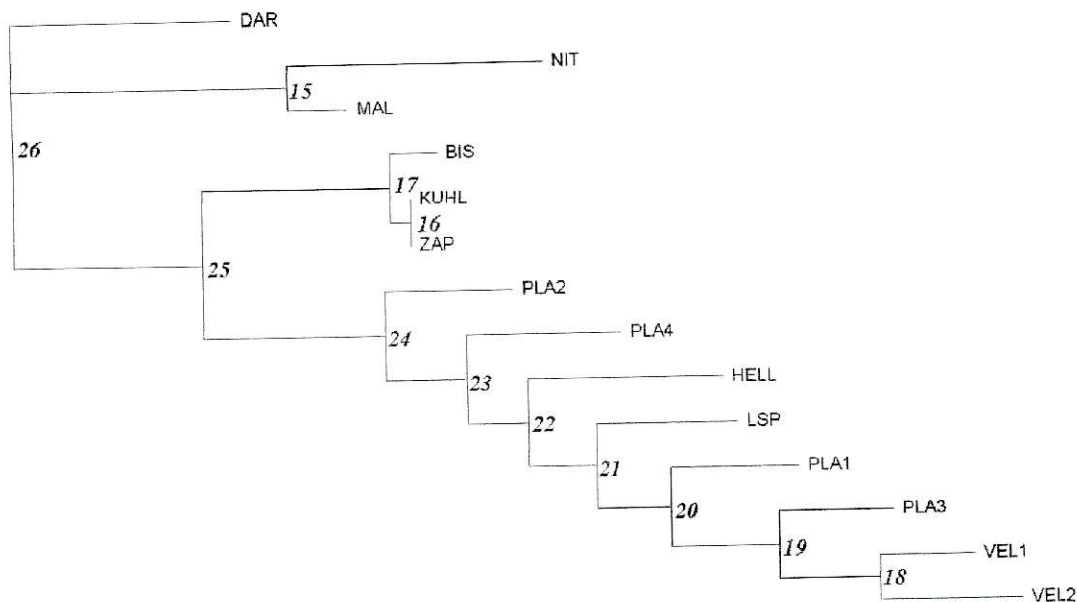 DAR
NIT
15
MAL
26
BIS
17
KUHL
16
ZAP
25
PLA2
24
PLA4
23
HELL
22
LSP
21
PLA1
20
PLA3
19
VEL1
18
VEL2